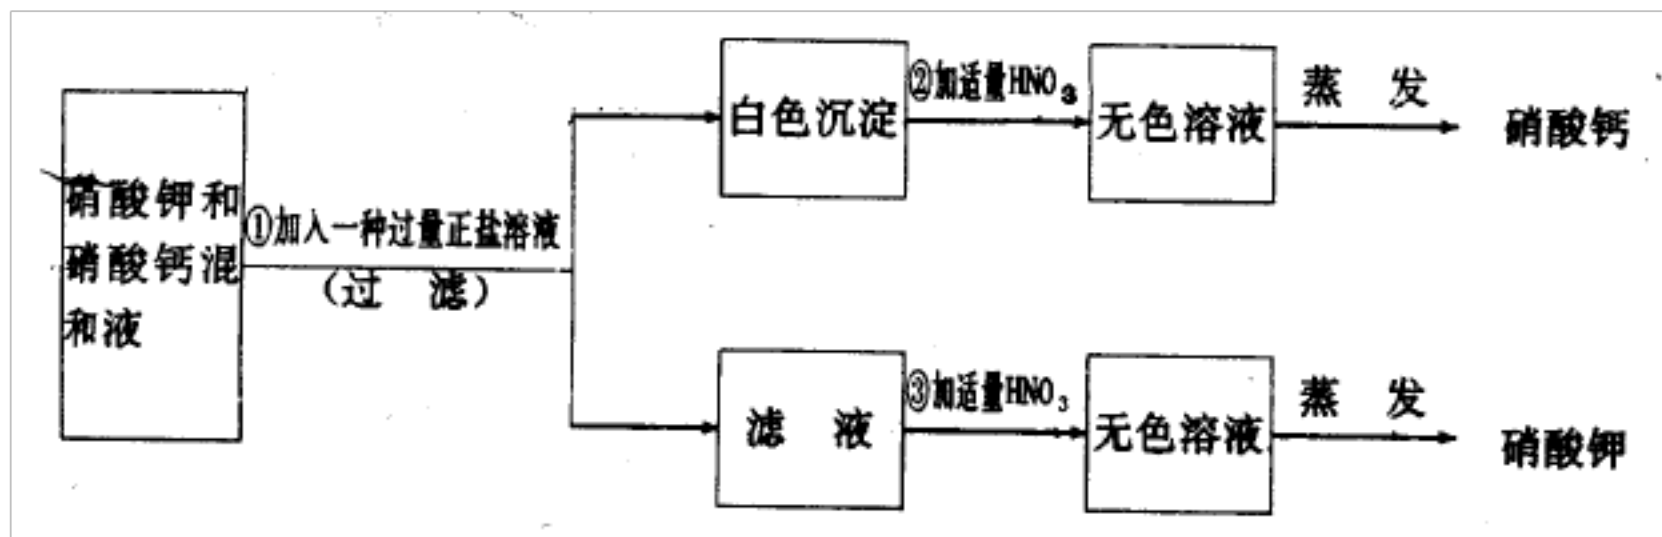 硝酸钾和
硝酸钙混
和液
①加入一种过量正盐溶液
(过 滤)
白色沉淀
②加适量HNO₃
无色溶液
蒸 发
硝酸钙
滤 液
③加适量HNO₃
无色溶液
蒸 发
硝酸钾